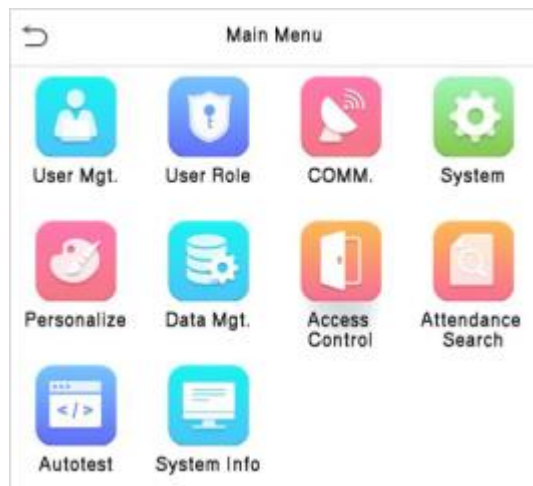 Main Menu
User Mgt.
User Role
COMM.
System
Personalize
Data Mgt.
Access
Control
Attendance
Search
</>
Autotest
System Info